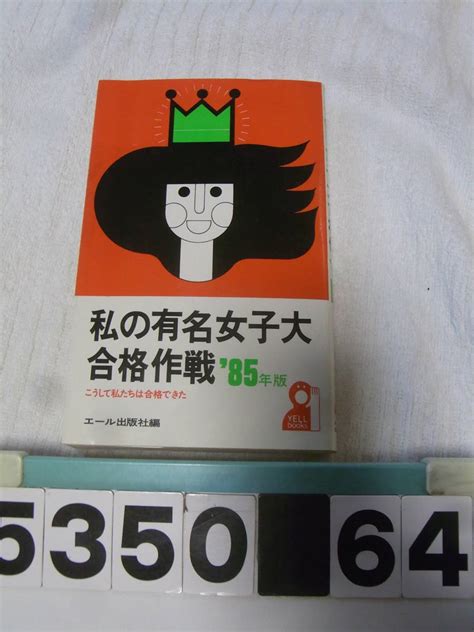 私の有名女子大
合格作戦 '85年版
こうして私たちは合格できた
エール出版社編
YELL
books
5350 64